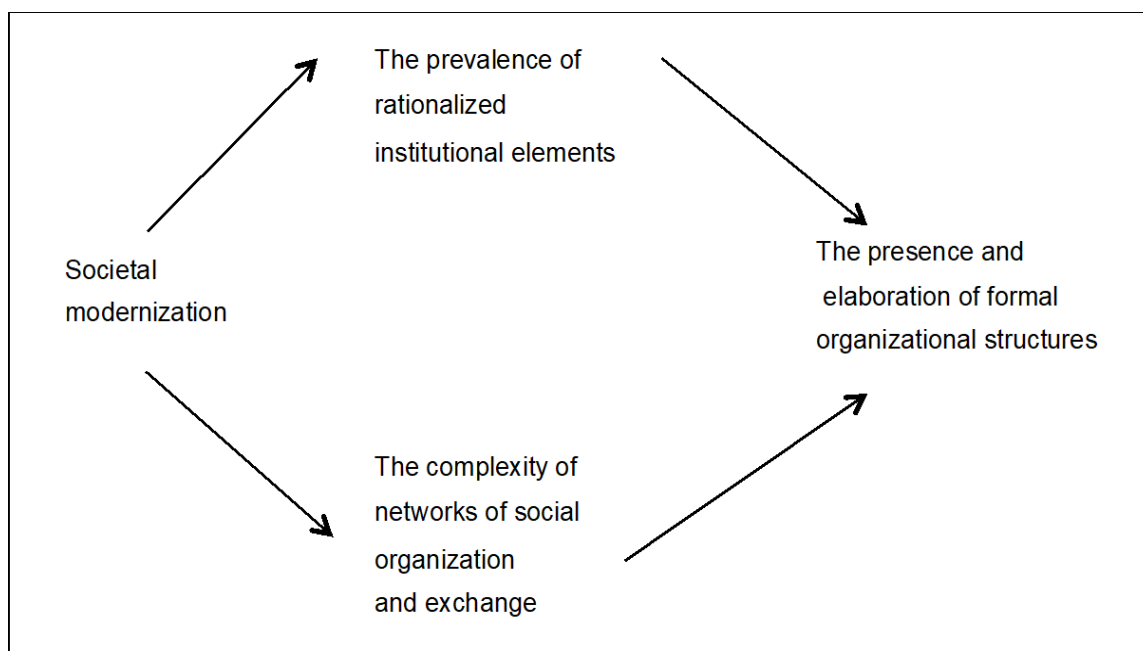 The prevalence of
rationalized
institutional elements
Societal
modernization
The presence and
elaboration of formal
organizational structures
The complexity of
networks of social
organization
and exchange